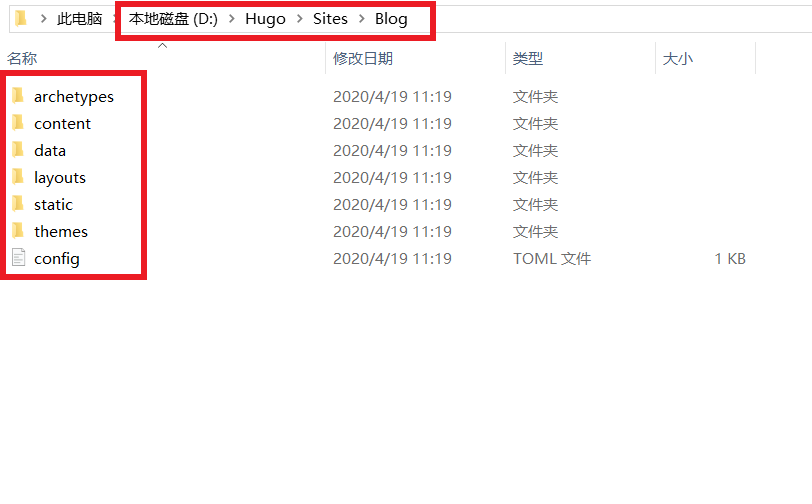 此电脑 > 本地磁盘 (D:) > Hugo > Sites > Blog
名称 修改日期 类型 大小
archetypes 2020/4/19 11:19 文件夹
content 2020/4/19 11:19 文件夹
data 2020/4/19 11:19 文件夹
layouts 2020/4/19 11:19 文件夹
static 2020/4/19 11:19 文件夹
themes 2020/4/19 11:19 文件夹
config 2020/4/19 11:19 TOML 文件 1 KB